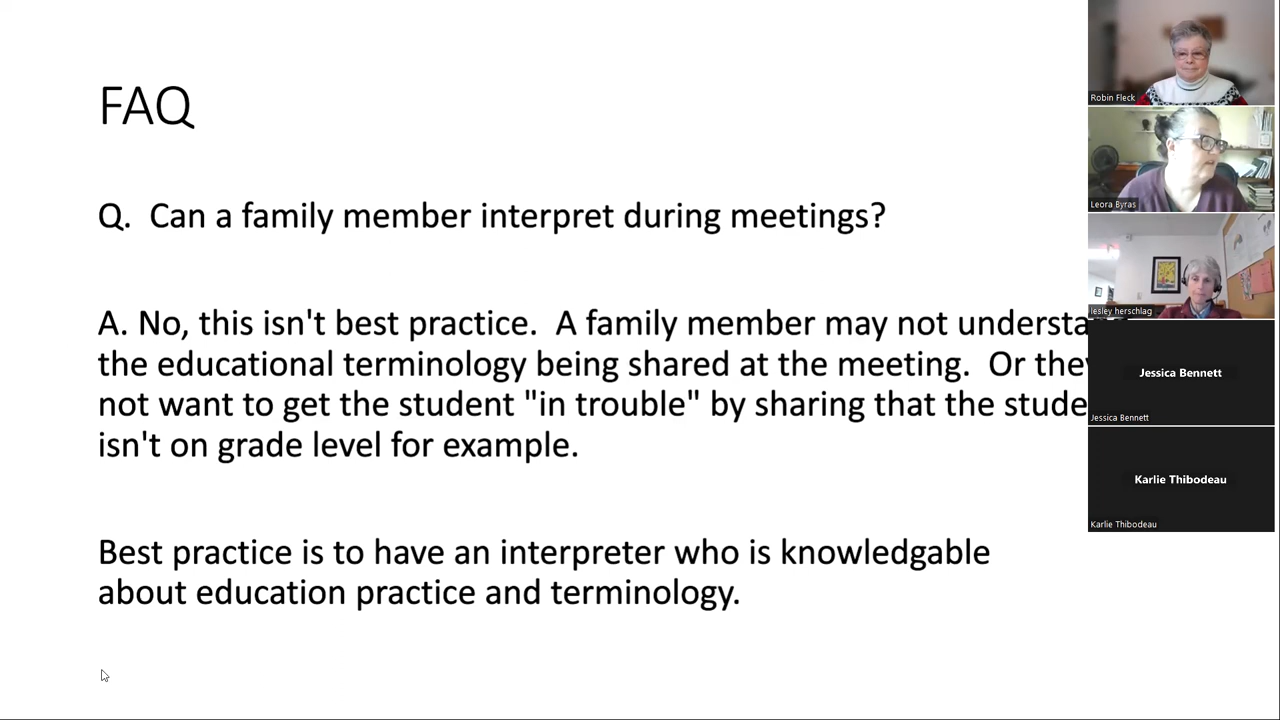 FAQ
Q. Can a family member interpret during meetings?
A. No, this isn't best practice. A family member may not
the educational terminology being shared at the meeting. Or
not want to get the student "in trouble" by sharing that the
isn't on grade level for example.
Best practice is to have an interpreter who is knowledgable
about education practice and terminology.
Robin Fleck
Leora Byras
lesley herschlag
Jessica Bennett
Jessica Bennett
Karlie Thibodeau
Karlie Thibodeau